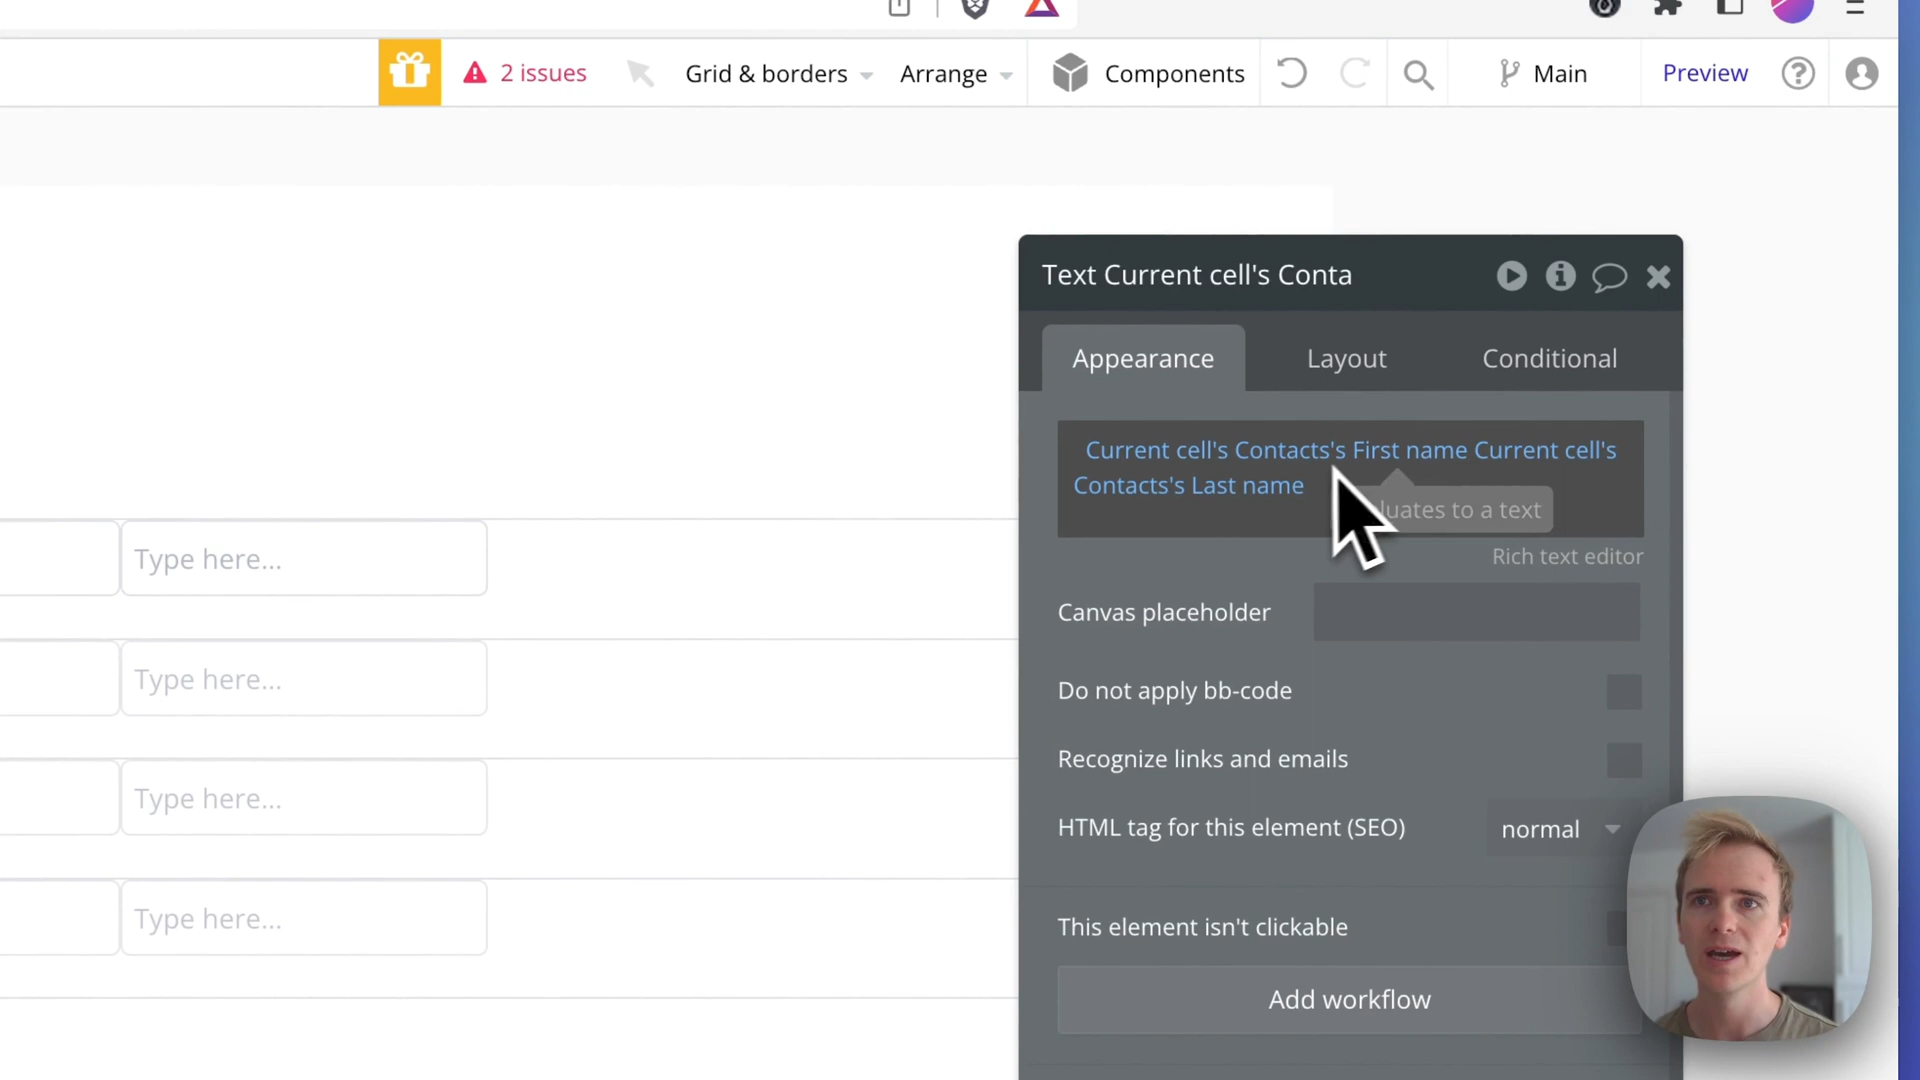 2 issues
Grid & borders
Arrange
Components
Main
Preview
Text Current cell's Conta
Appearance
Layout
Conditional
Current cell's Contacts's First name Current cell's
Contacts's Last name
to a text
Rich text editor
Type here...
Canvas placeholder
Type here...
Do not apply bb-code
Recognize links and emails
Type here...
HTML tag for this element (SEO)
normal
Type here...
This element isn't clickable
Add workflow